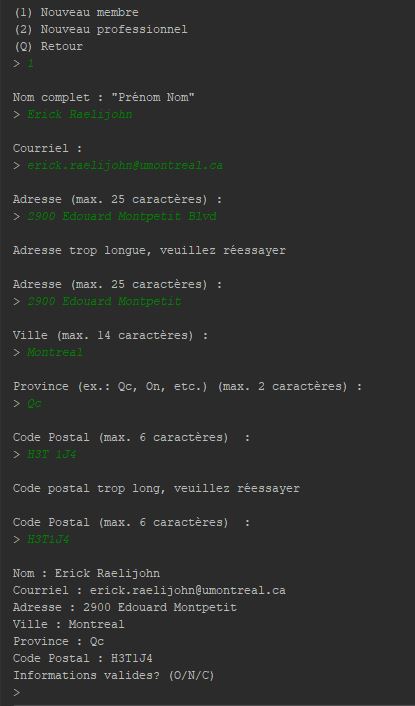 (1) Nouveau membre
(2) Nouveau professionnel
(Q) Retour
> 1
Nom complet : "Prénom Nom"
> Erick Raelijohn
Courriel :
> erick.raelijohn@umontreal.ca
Adresse (max. 25 caractères) :
> 2900 Edouard Montpetit Blvd
Adresse trop longue, veuillez réessayer
Adresse (max. 25 caractères) :
> 2900 Edouard Montpetit
Ville (max. 14 caractères) :
> Montreal
Province (ex.: Qc, On, etc.) (max. 2 caractères) :
> Qc
Code Postal (max. 6 caractères)  :
> H3T 1J4
Code postal trop long, veuillez réessayer
Code Postal (max. 6 caractères)  :
> H3T1J4
Nom : Erick Raelijohn
Courriel : erick.raelijohn@umontreal.ca
Adresse : 2900 Edouard Montpetit
Ville : Montreal
Province : Qc
Code Postal : H3T1J4
Informations valides? (O/N/C)
>